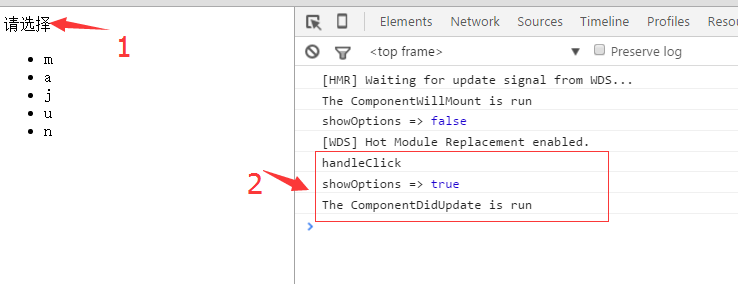 请选择
1
m
a
j
u
n
Elements Network Sources Timeline Profiles Resou
<top frame> Preserve log
[HMR] Waiting for update signal from WDS...
The ComponentWillMount is run
showOptions => false
[WDS] Hot Module Replacement enabled.
2
handleClick
showOptions => true
The ComponentDidUpdate is run